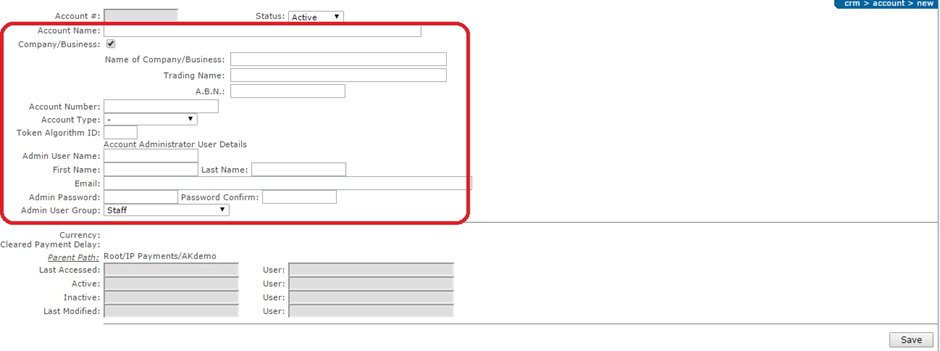 crm > account > new
Account #: Status: Active
Account Name:
Company/Business:
Name of Company/Business:
Trading Name:
A.B.N.:
Account Number:
Account Type: -
Token Algorithm ID:
Account Administrator User Details
Admin User Name:
First Name: Last Name:
Email:
Admin Password: Password Confirm:
Admin User Group: Staff
Currency:
Cleared Payment Delay:
Parent Path: Root/IP Payments/AKdemo
Last Accessed: User:
Active: User:
Inactive: User:
Last Modified: User:
Save